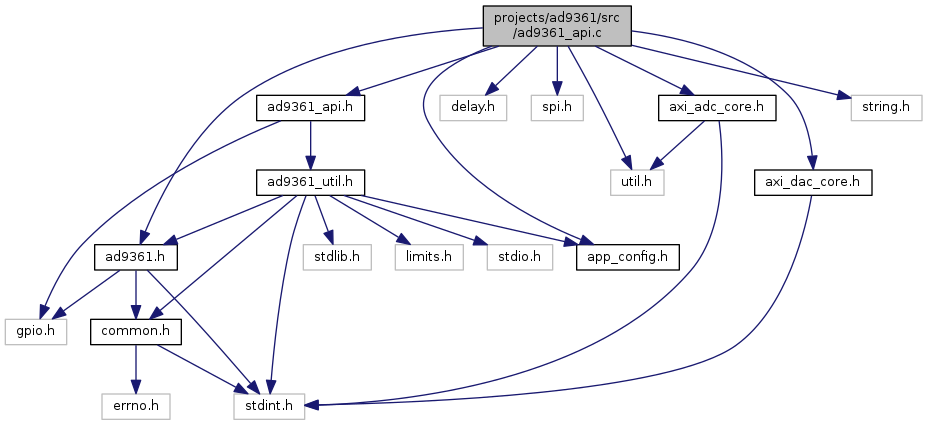 projects/ad9361/src
/ad9361_api.c
ad9361_api.h
delay.h
spi.h
axi_adc_core.h
string.h
ad9361_util.h
util.h
axi_dac_core.h
ad9361.h
stdlib.h
limits.h
stdio.h
app_config.h
gpio.h
common.h
errno.h
stdint.h